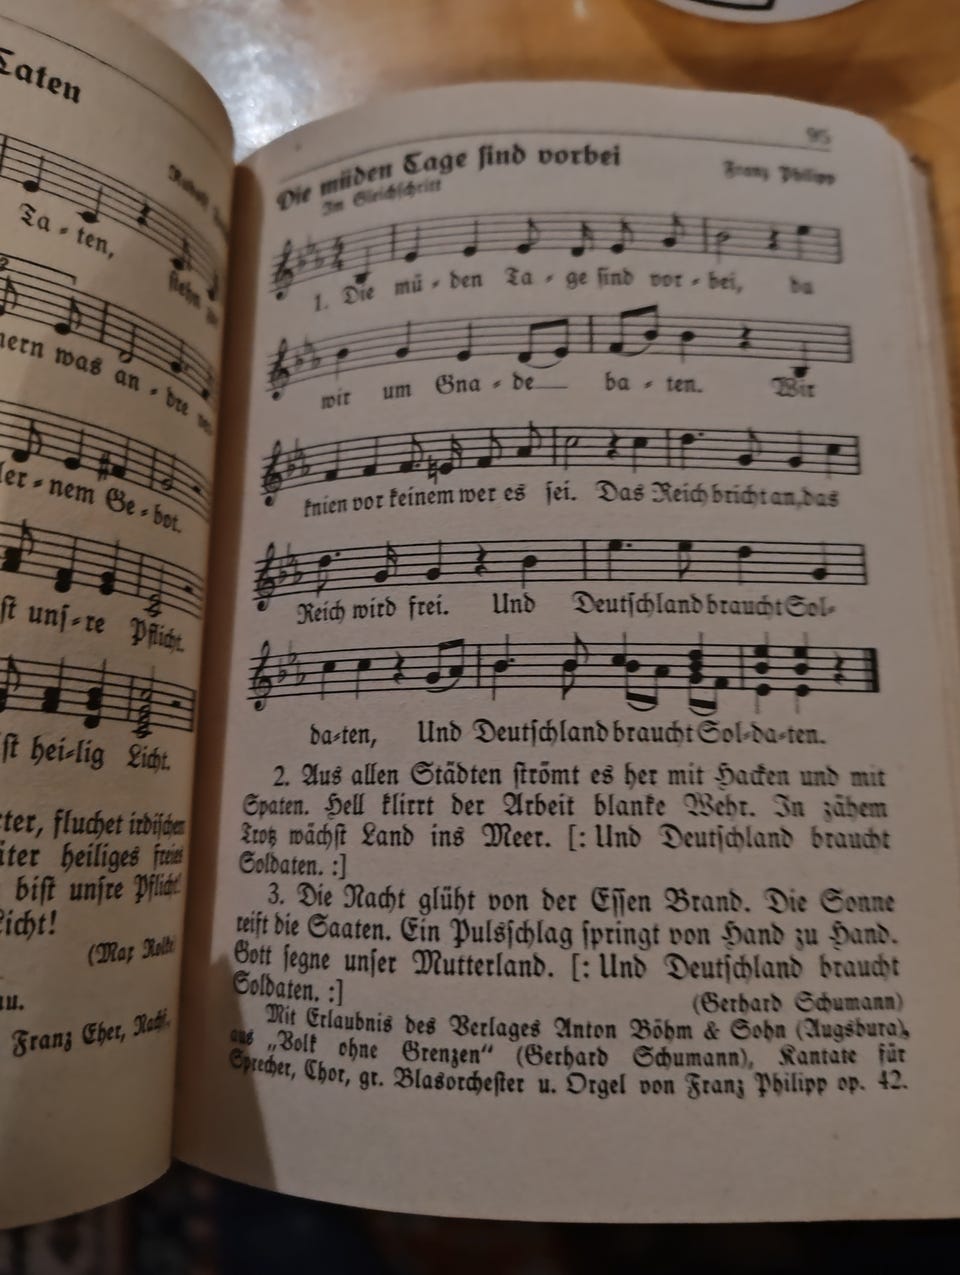 Taten
Ta - ten,
stehn
nern was an - dre
ler - nem Ge - bot.
ist uns - re Pflicht.
ist hei - lig Licht.
fluchet irdischen
heiliges freies
bist unsre Pflicht!
Licht!
(Max
Franz Eher, Nachf.
95
Die müden Tage sind vorbei
Im Gleichschritt
Franz Philipp
1. Die mü - den Ta - ge sind vor - bei, da
wir um Gna - de ba - ten. Wir
knien vor keinem wer es sei. Das Reich bricht an, das
Reich wird frei. Und Deutschland braucht Sol-
da-ten, Und Deutschland braucht Sol-da-ten.
2. Aus allen Städten strömt es her mit Hacken und mit
Spaten. Hell klirrt der Arbeit blanke Wehr. In zähem
Trotz wächst Land ins Meer. [: Und Deutschland braucht
Soldaten. :]
3. Die Nacht glüht von der Essen Brand. Die Sonne
reift die Saaten. Ein Pulsschlag springt von Hand zu Hand.
Gott segne unser Mutterland. [: Und Deutschland braucht
Soldaten. :]
(Gerhard Schumann)
Mit Erlaubnis des Verlages Anton Böhm & Sohn (Augsburg),
aus „Volk ohne Grenzen" (Gerhard Schumann), Kantate für
Sprecher, Chor, gr. Blasorchester u. Orgel von Franz Philipp op. 42.